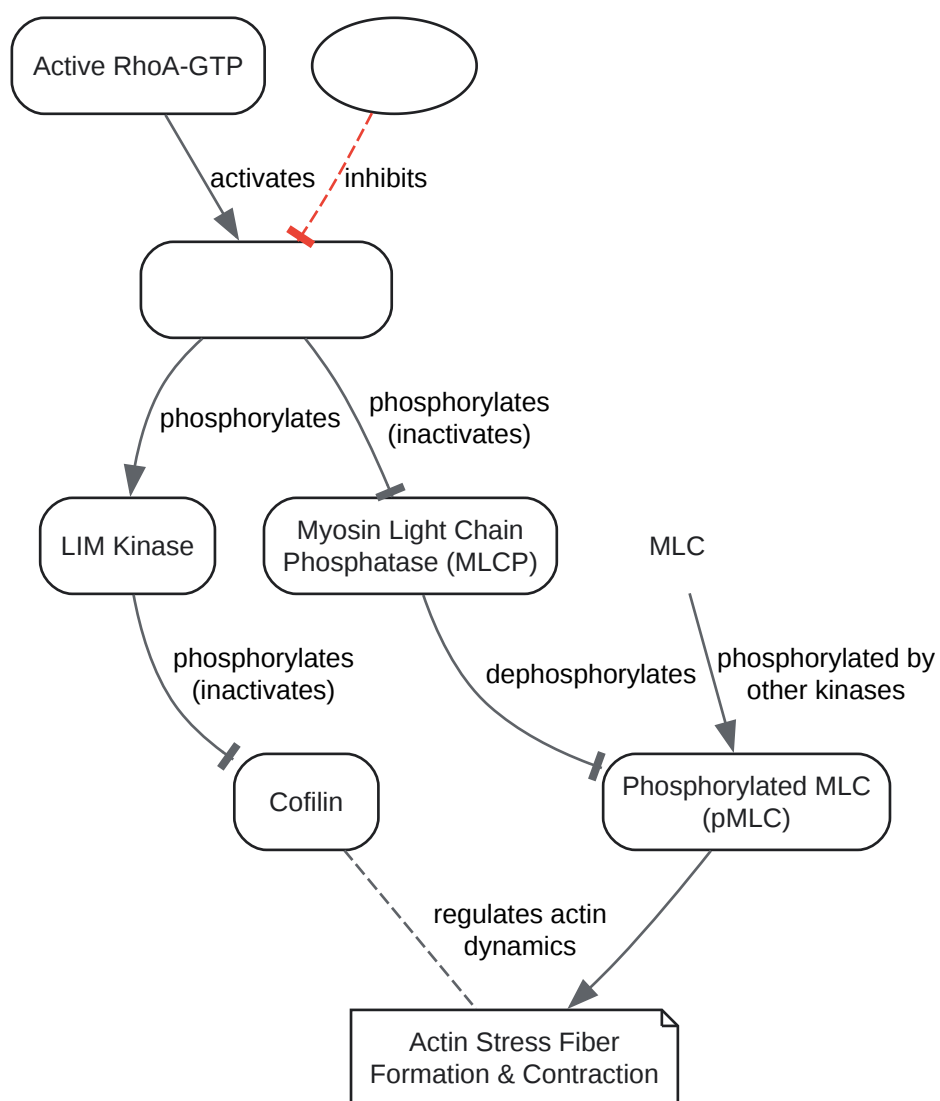 Active RhoA-GTP
activates
inhibits
phosphorylates
phosphorylates
(inactivates)
LIM Kinase
Myosin Light Chain
Phosphatase (MLCP)
MLC
phosphorylates
(inactivates)
dephosphorylates
phosphorylated by
other kinases
Cofilin
Phosphorylated MLC
(pMLC)
regulates actin
dynamics
Actin Stress Fiber
Formation & Contraction